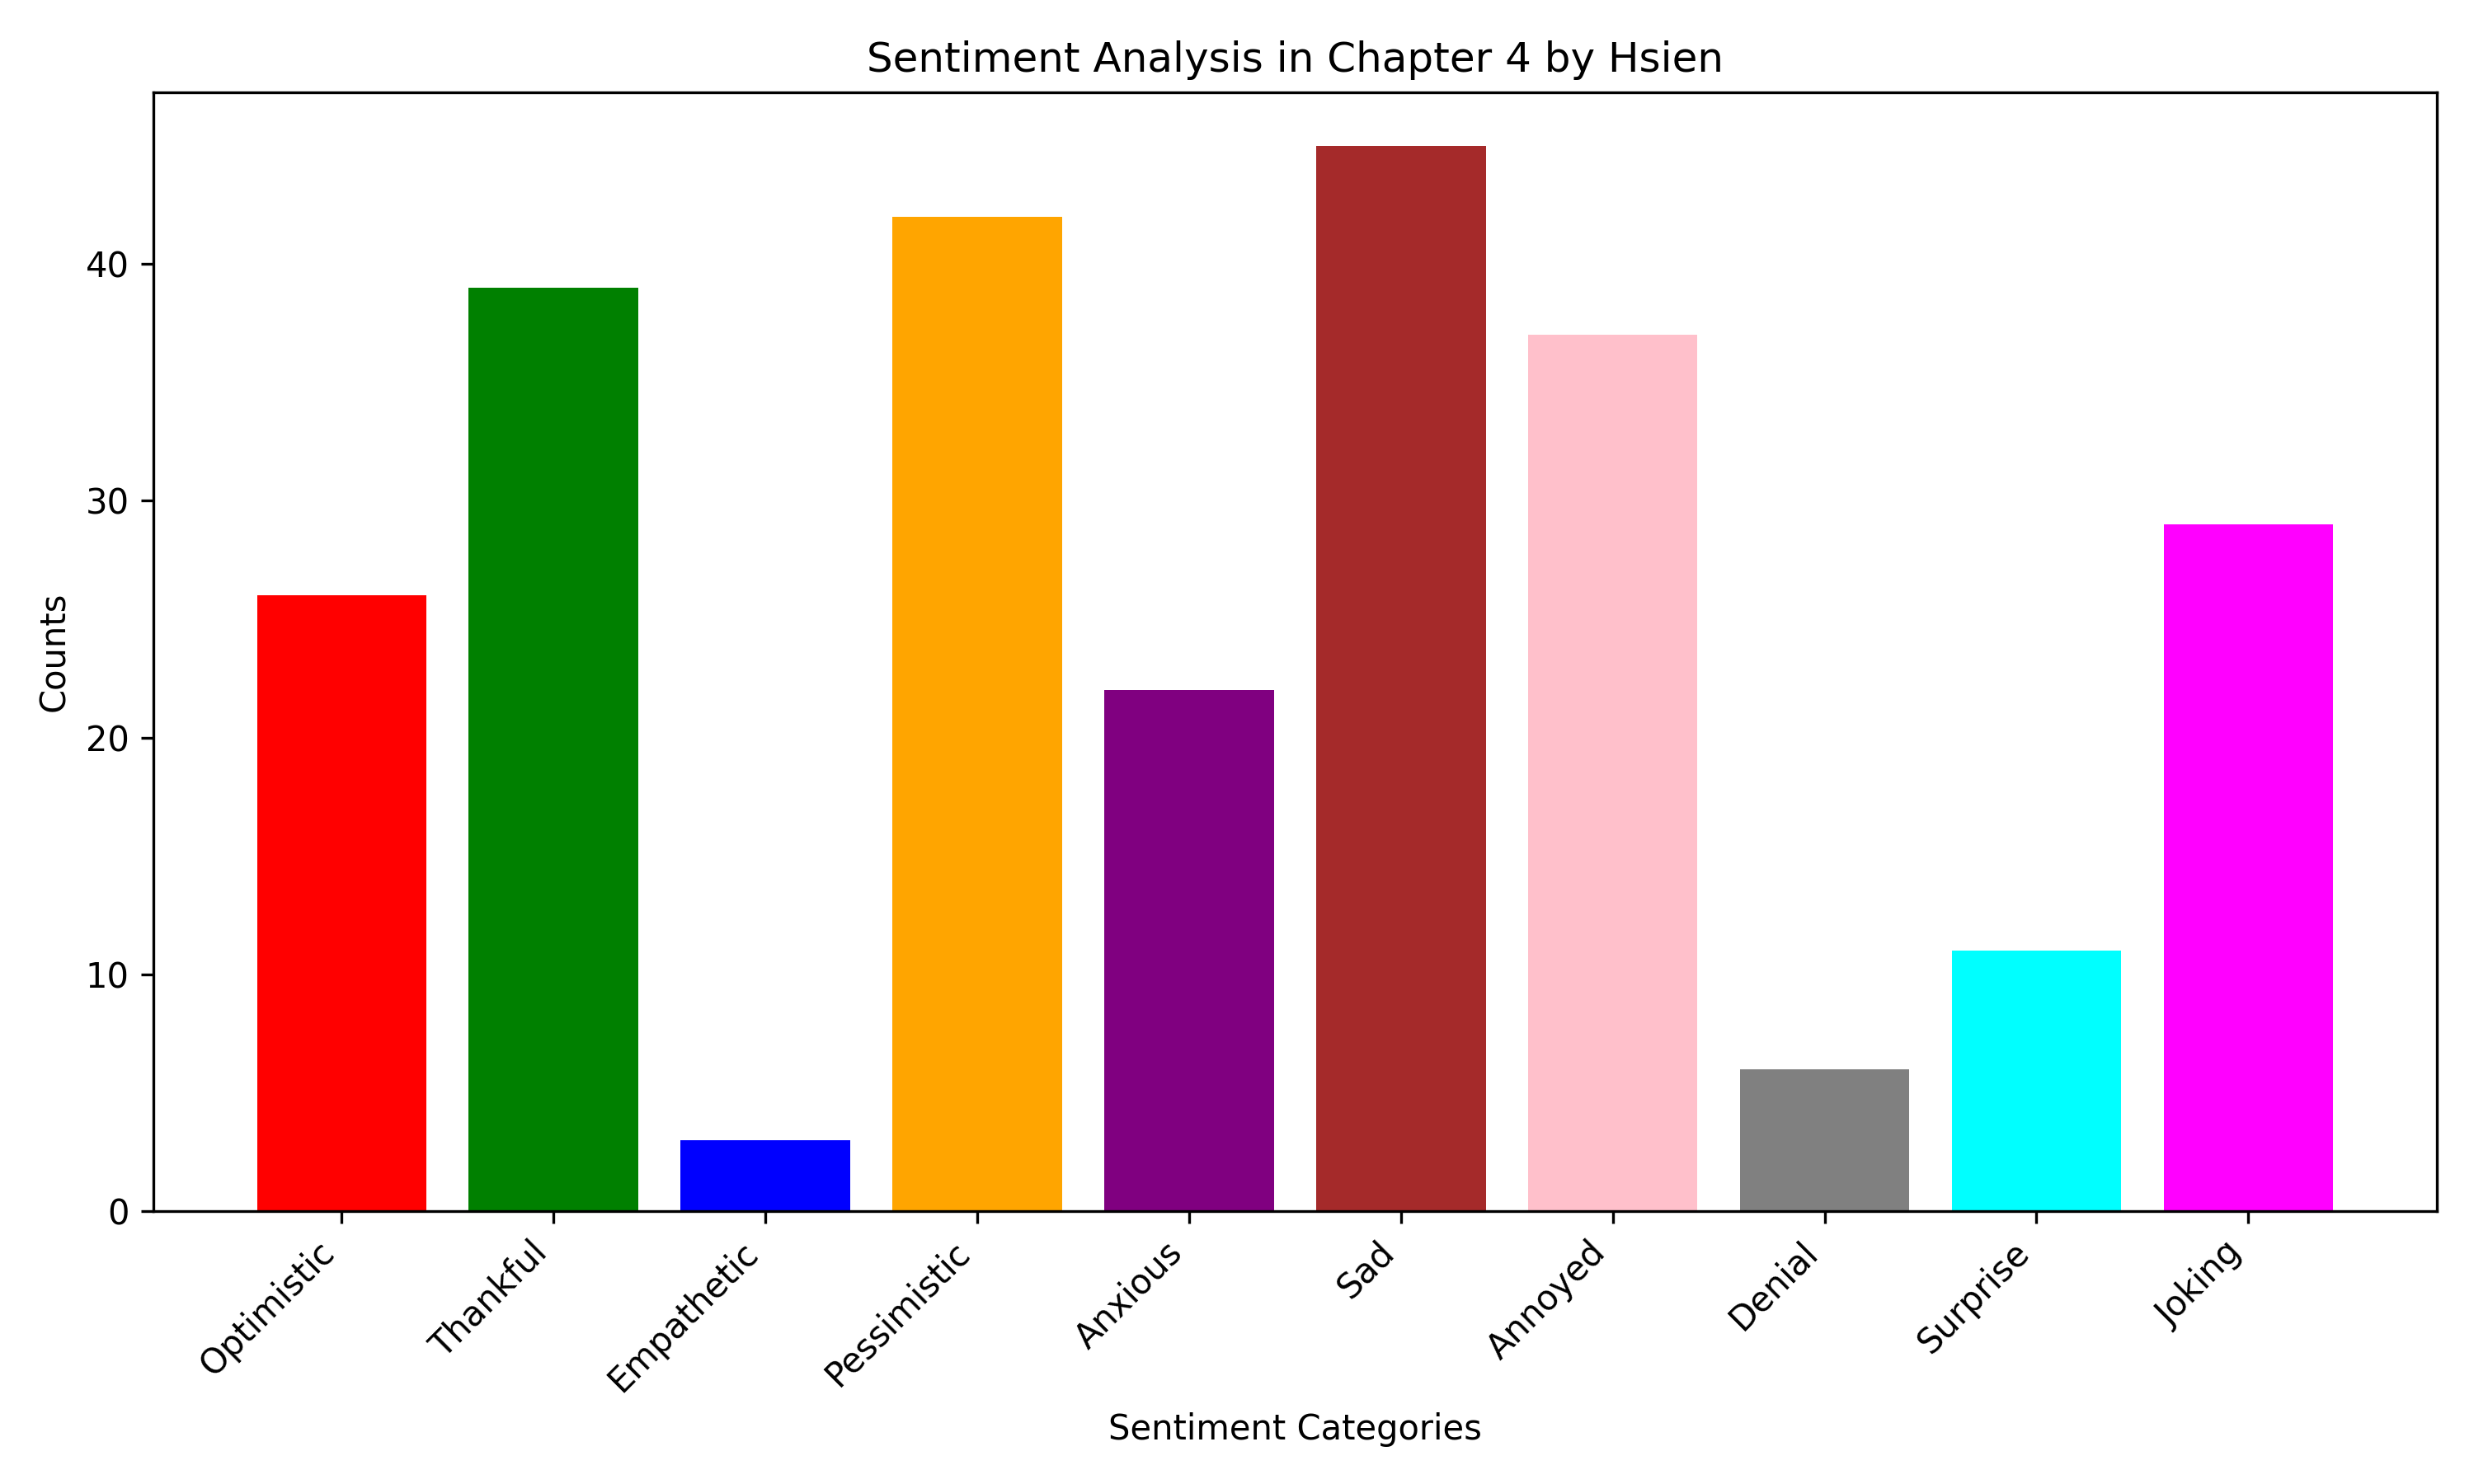 Sentiment Analysis in Chapter 4 by Hsien
Counts
40
30
20
10
0
Optimistic
Thankful
Empathetic
Pessimistic
Anxious
Sad
Annoyed
Denial
Surprise
Joking
Sentiment Categories